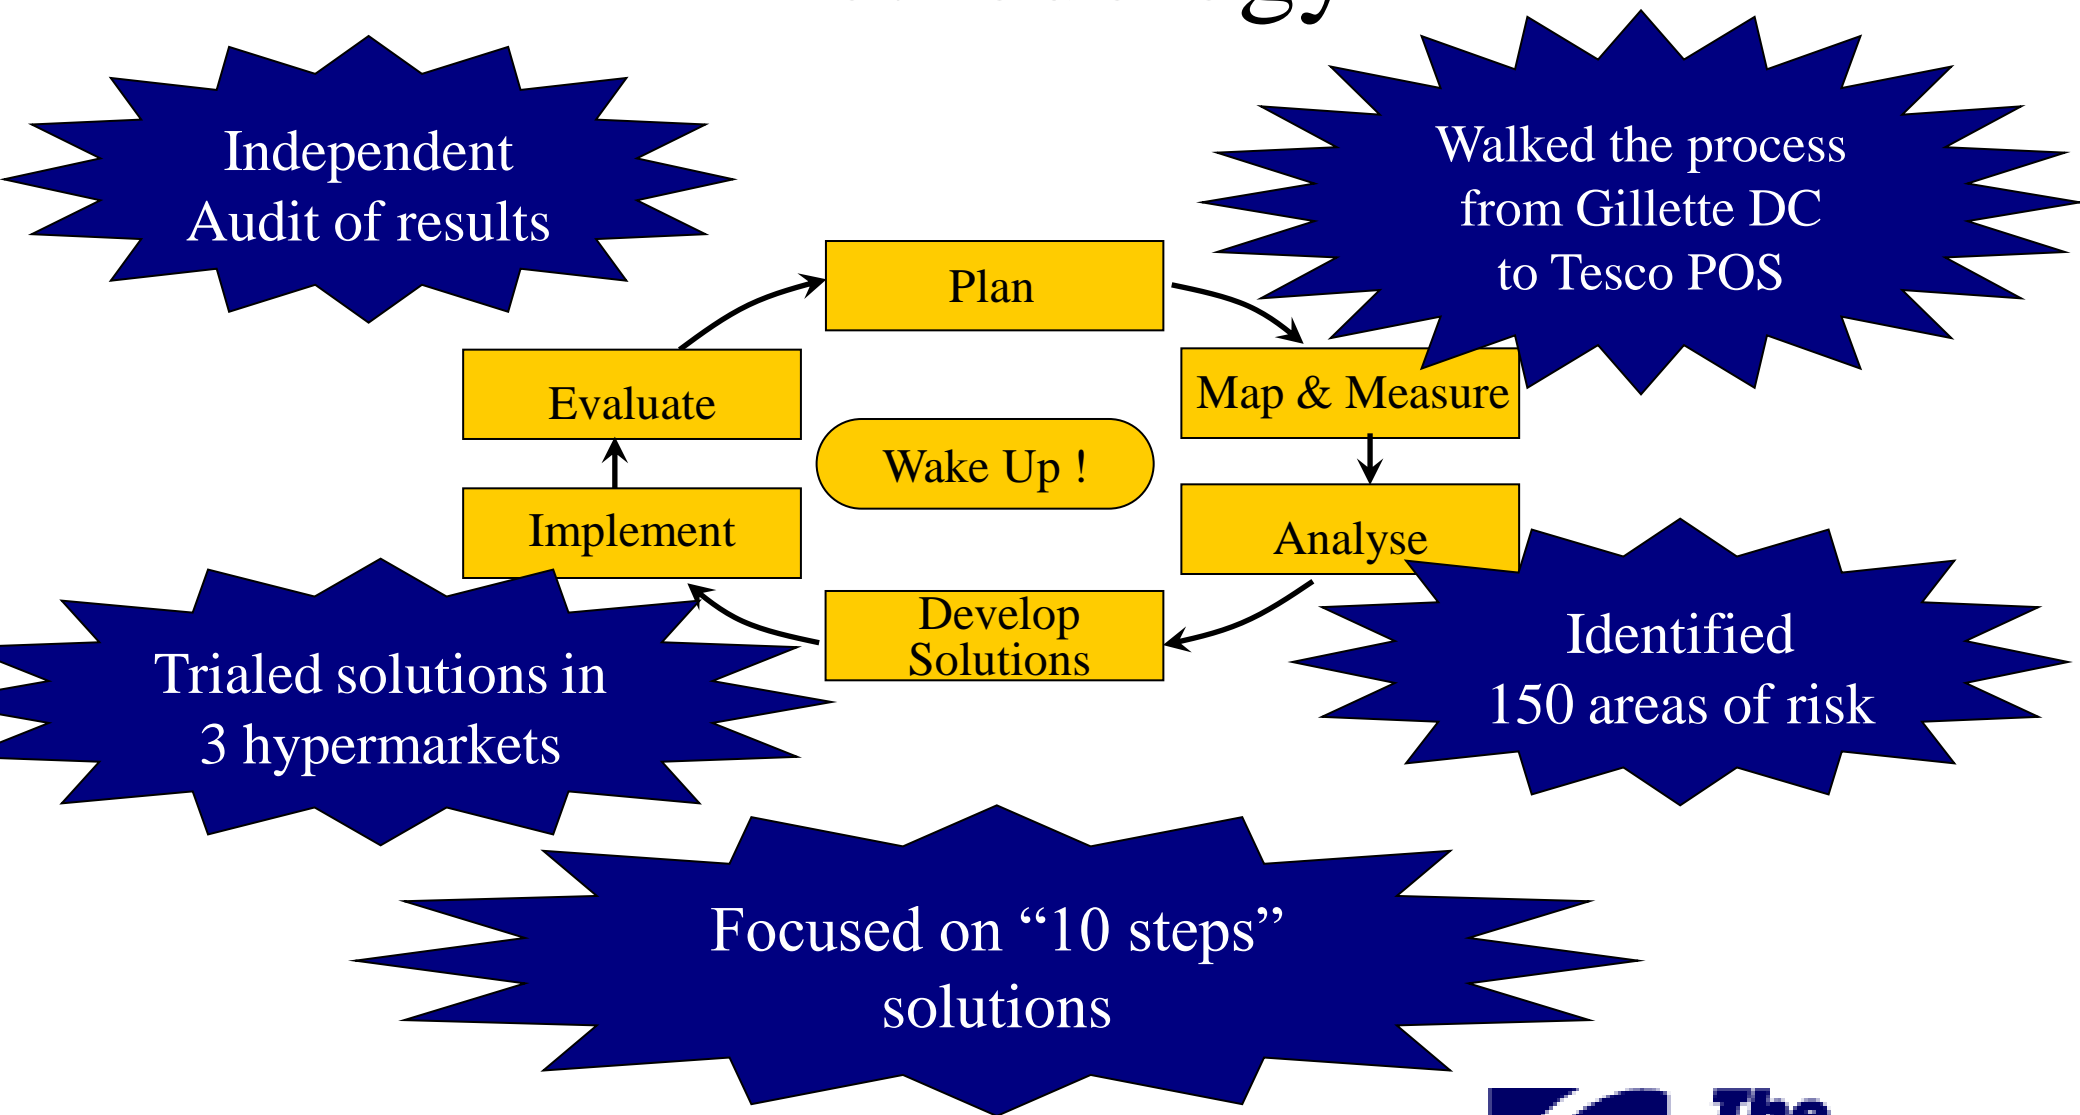 Independent
Audit of results
Walked the process
from Gillette DC
to Tesco POS
Plan
Evaluate
Map & Measure
Wake Up !
Implement
Analyse
Develop
Solutions
Trialed solutions in
3 hypermarkets
Identified
150 areas of risk
Focused on “10 steps”
solutions
The